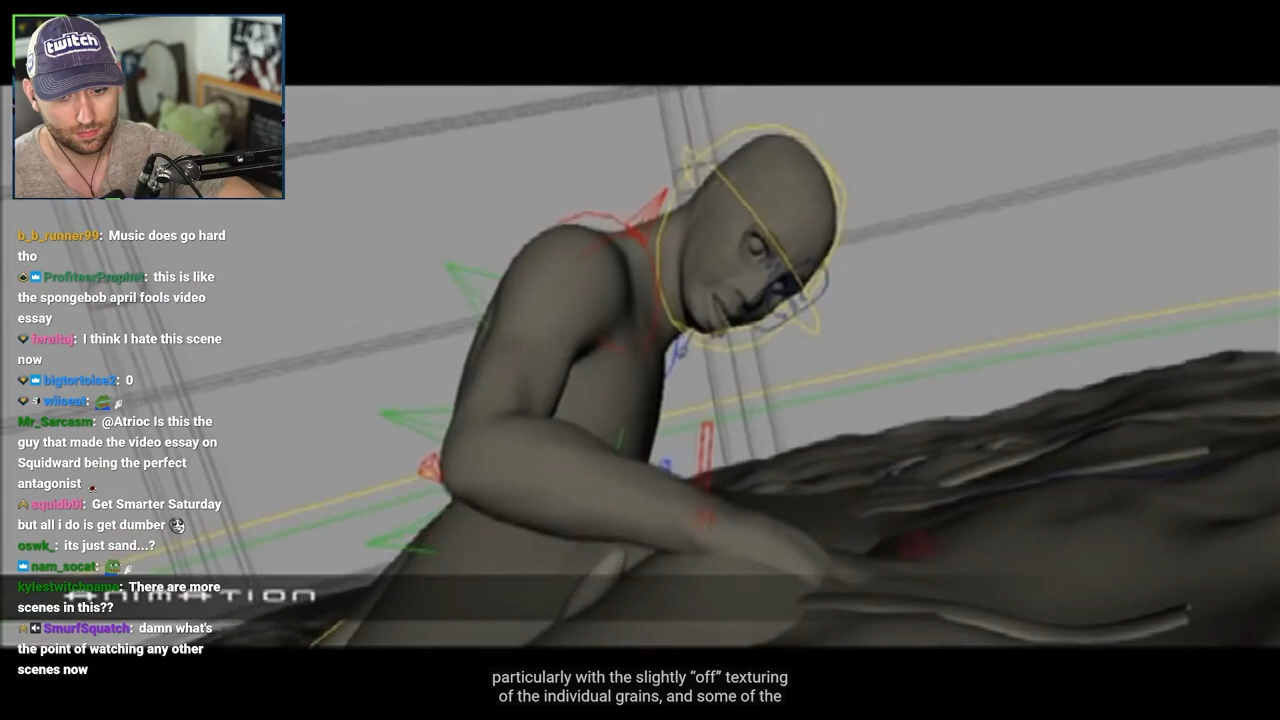 twitch
b_b_runner99: Music does go hard
tho
ProfiteerProphet: this is like
the spongebob april fools video
essay
feraltaj: I think I hate this scene
now
bigtortoise2: 0
wiiseat:
Mr_Sarcasm: @Atrioc Is this the
guy that made the video essay on
Squidward being the perfect
antagonist
squidb0i: Get Smarter Saturday
but all i do is get dumber
oswk_: its just sand...?
nam_socat:
kylestwitchname: There are more
ANIMATION
scenes in this??
SmurfSquatch: damn what's
the point of watching any other
scenes now
particularly with the slightly “off” texturing
of the individual grains, and some of the